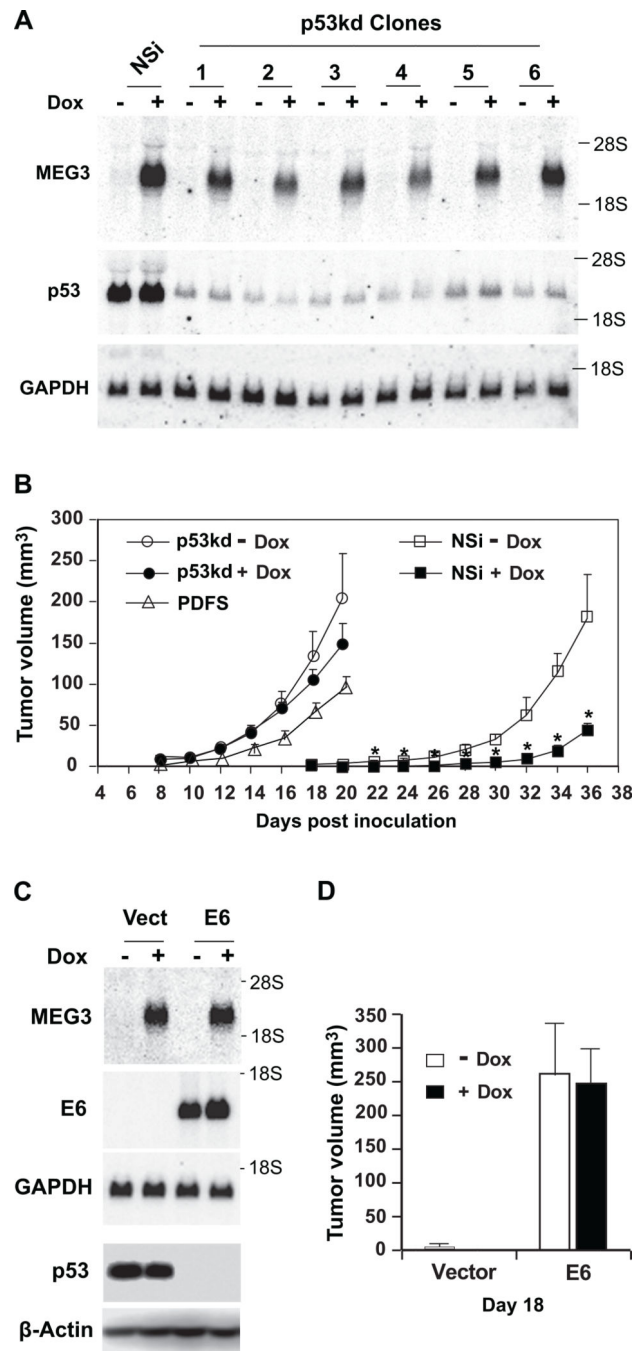 A
p53kd Clones
NSi 1 2 3 4 5 6
Dox - + - + - + - + - + - + - +
MEG3
28S
18S
p53
28S
18S
GAPDH
18S
B
Tumor volume (mm³)
300
250
200
150
100
50
0
p53kd - Dox
p53kd + Dox
PDFS
NSi - Dox
NSi + Dox
* * * * * * * *
4 6 8 10 12 14 16 18 20 22 24 26 28 30 32 34 36 38
Days post inoculation
C
Vect E6
Dox - + - +
MEG3
28S
18S
E6
18S
GAPDH
18S
p53
β-Actin
D
Tumor volume (mm³)
350
300
250
200
150
100
50
0
- Dox
+ Dox
Vector E6
Day 18